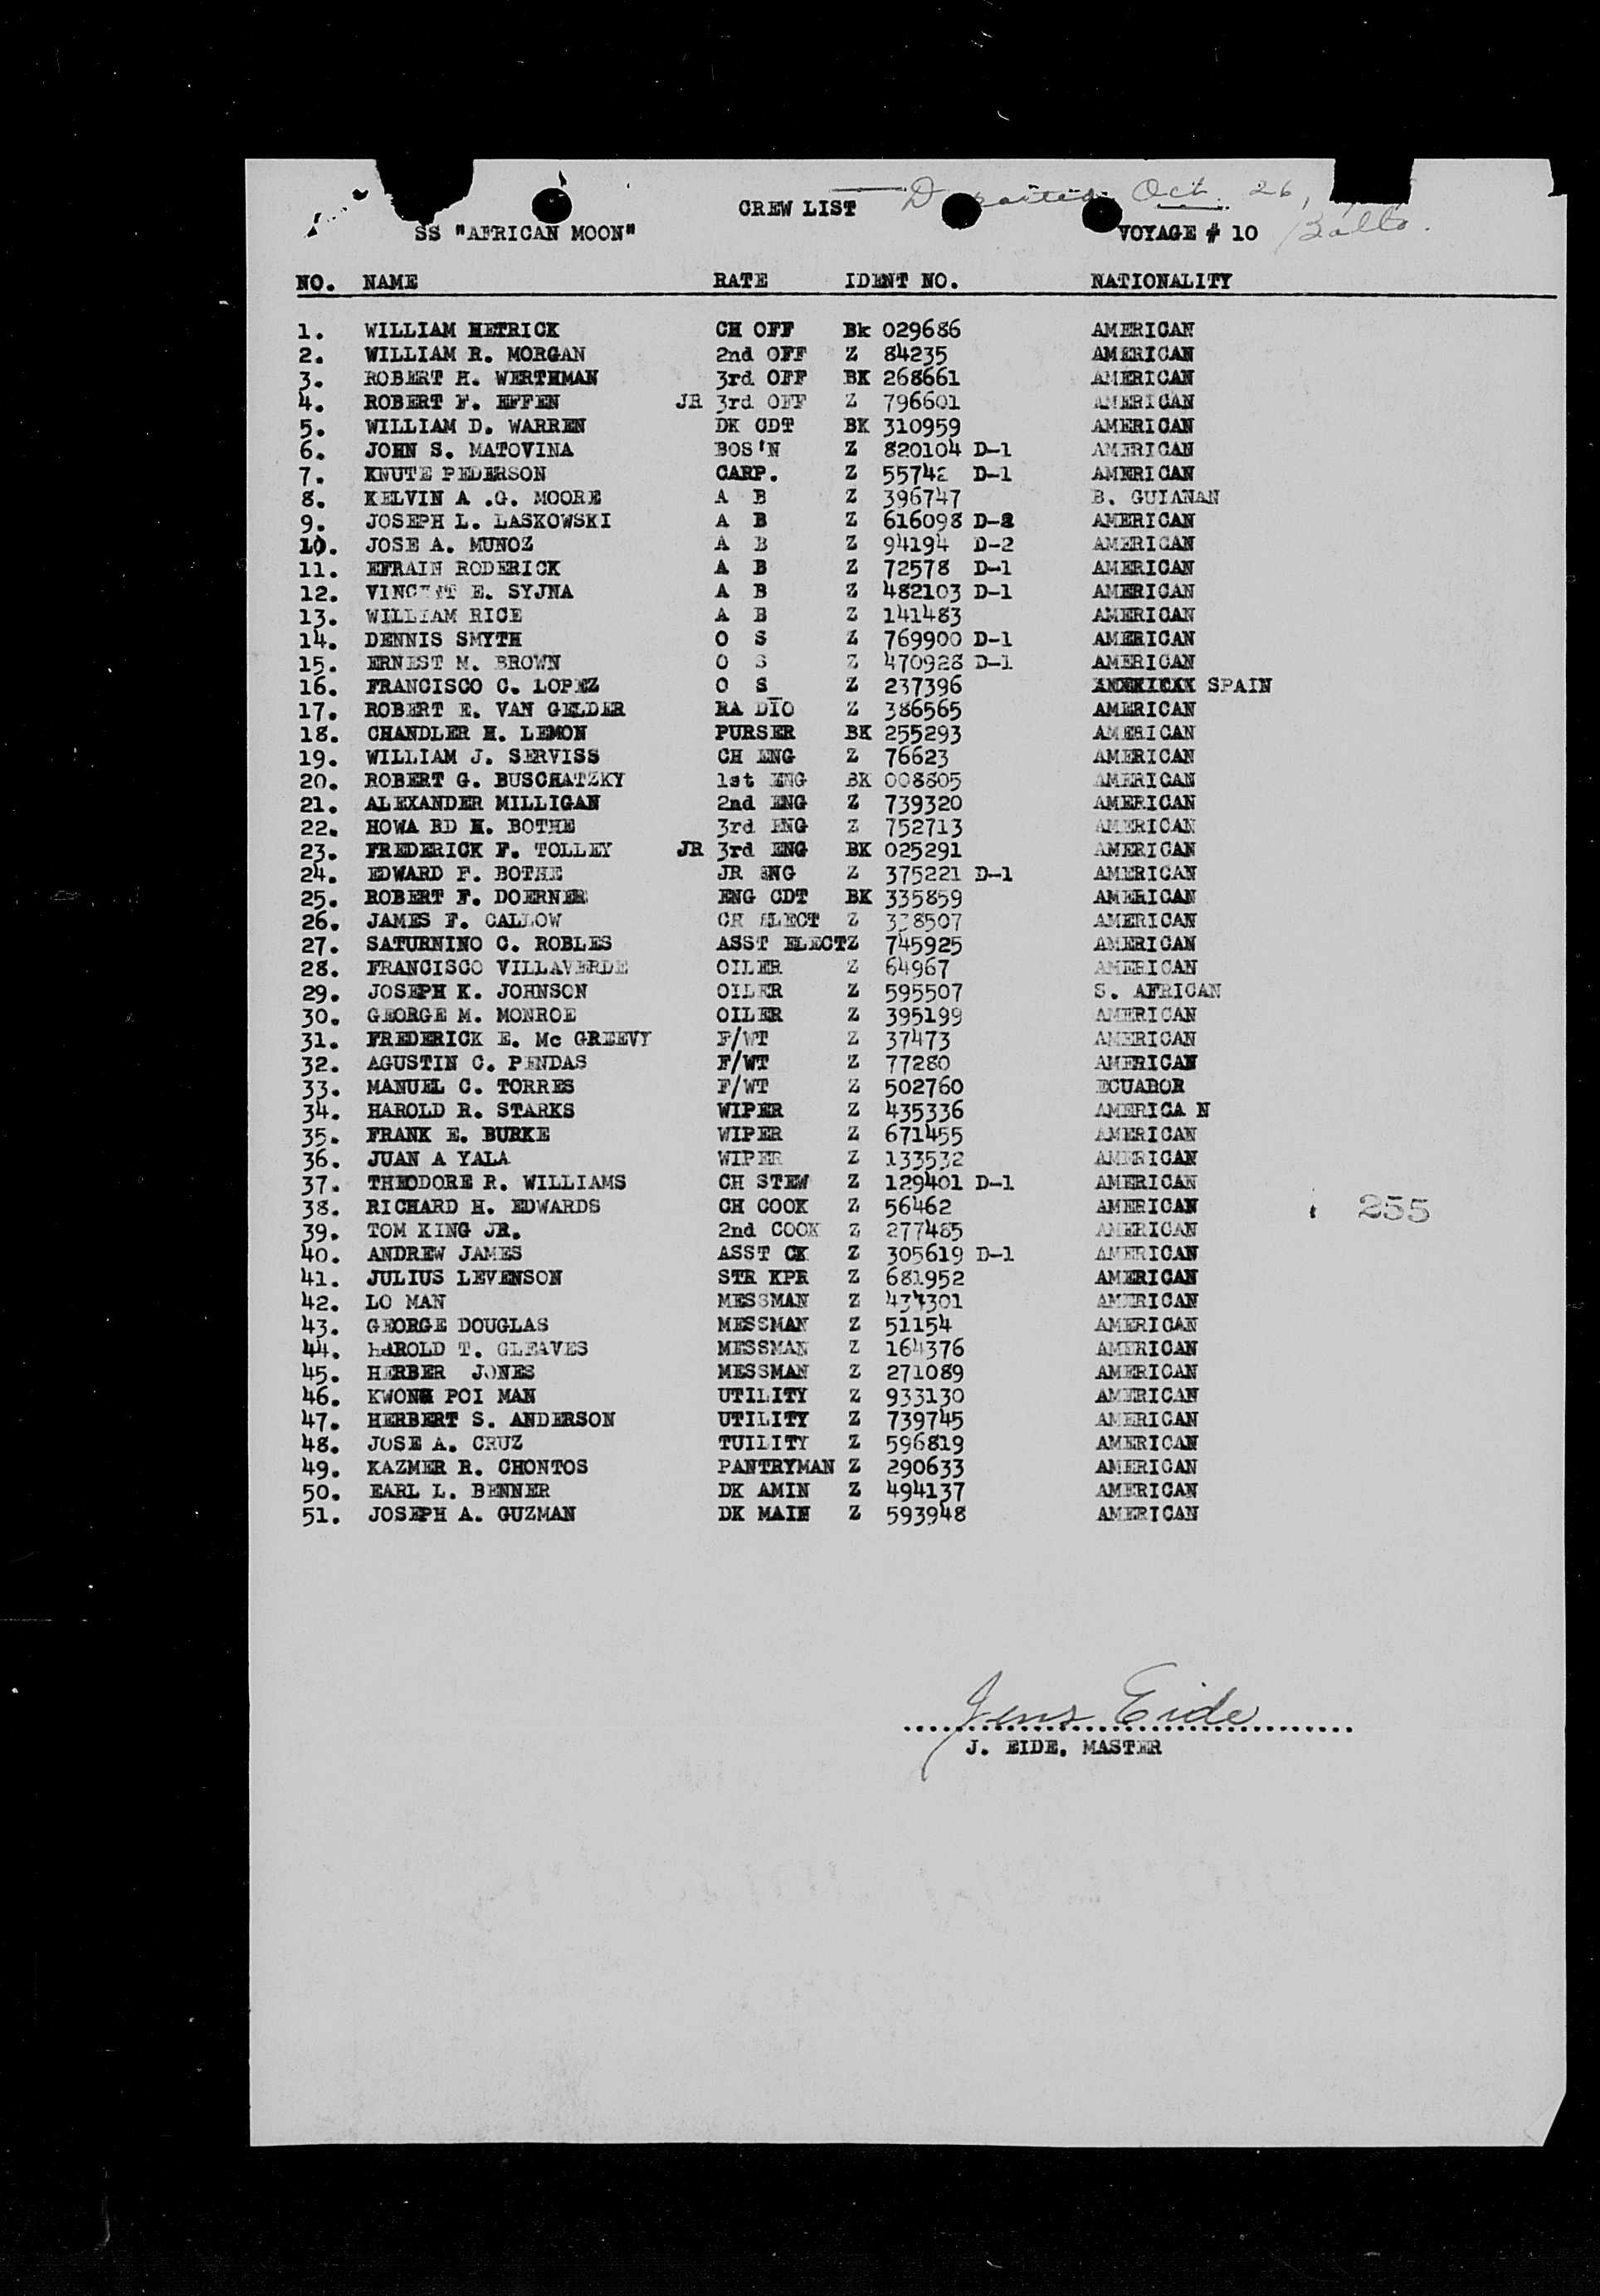 CREW LIST
Oct. 26,
SS "AFRICAN MOON" VOYAGE # 10 Balto.
NO. NAME RATE IDENT NO. NATIONALITY
1. WILLIAM HETRICK CH OFF Bk 029686 AMERICAN
2. WILLIAM R. MORGAN 2nd OFF Z 84235 AMERICAN
3. ROBERT H. WERTHMAN 3rd OFF BK 268661 AMERICAN
4. ROBERT F. EFFEN JR 3rd OFF Z 796601 AMERICAN
5. WILLIAM D. WARREN DK CDT BK 310959 AMERICAN
6. JOHN S. MATOVINA BOS'N Z 820104 D-1 AMERICAN
7. KNUTE PEDERSON CARP. Z 55742 D-1 AMERICAN
8. KELVIN A .G. MOORE A B Z 396747 B. GUIANAN
9. JOSEPH L. LASKOWSKI A B Z 616098 D-2 AMERICAN
10. JOSE A. MUNOZ A B Z 94194 D-2 AMERICAN
11. EFRAIN RODERICK A B Z 72578 D-1 AMERICAN
12. VINCENT E. SYJNA A B Z 482103 D-1 AMERICAN
13. WILLIAM RICE A B Z 141483 AMERICAN
14. DENNIS SMYTH O S Z 769900 D-1 AMERICAN
15. ERNEST M. BROWN O S Z 470928 D-1 AMERICAN
16. FRANCISCO C. LOPEZ O S Z 237396 SPAIN
17. ROBERT E. VAN GELDER RA DIO Z 386565 AMERICAN
18. CHANDLER H. LEMON PURSER BK 255293 AMERICAN
19. WILLIAM J. SERVISS CH ENG Z 76623 AMERICAN
20. ROBERT G. BUSCHATZKY 1st ENG BK 008805 AMERICAN
21. ALEXANDER MILLIGAN 2nd ENG Z 739320 AMERICAN
22. HOWA RD H. BOTHE 3rd ENG Z 752713 AMERICAN
23. FREDERICK F. TOLLEY JR 3rd ENG BK 025291 AMERICAN
24. EDWARD F. BOTHE JR ENG Z 375221 D-1 AMERICAN
25. ROBERT F. DOERNER ENG CDT BK 335859 AMERICAN
26. JAMES F. CALLOW CH ELECT Z 338507 AMERICAN
27. SATURNINO C. ROBLES ASST ELECTZ 745925 AMERICAN
28. FRANCISCO VILLAVERDE OILER Z 64967 AMERICAN
29. JOSEPH K. JOHNSON OILER Z 595507 S. AFRICAN
30. GEORGE M. MONROE OILER Z 395199 AMERICAN
31. FREDERICK E. Mc GREEVY F/WT Z 37473 AMERICAN
32. AGUSTIN C. PENDAS F/WT Z 77280 AMERICAN
33. MANUEL C. TORRES F/WT Z 502760 ECUADOR
34. HAROLD R. STARKS WIPER Z 435336 AMERICA N
35. FRANK E. BURKE WIPER Z 671455 AMERICAN
36. JUAN A YALA WIPER Z 133532 AMERICAN
37. THEODORE R. WILLIAMS CH STEW Z 129401 D-1 AMERICAN
38. RICHARD H. EDWARDS CH COOK Z 56462 AMERICAN 255
39. TOM KING JR. 2nd COOK Z 277485 AMERICAN
40. ANDREW JAMES ASST CK Z 305619 D-1 AMERICAN
41. JULIUS LEVENSON STR KPR Z 681952 AMERICAN
42. LO MAN MESSMAN Z AMERICAN
43. GEORGE DOUGLAS MESSMAN Z 51154 AMERICAN
44. HAROLD T. CLEAVES MESSMAN Z 164376 AMERICAN
45. HERBER JONES MESSMAN Z 271089 AMERICAN
46. KWONG POI MAN UTILITY Z 933130 AMERICAN
47. HERBERT S. ANDERSON UTILITY Z 739745 AMERICAN
48. JOSE A. CRUZ TUILITY Z 596819 AMERICAN
49. KAZMER R. CHONTOS PANTRYMAN Z 290633 AMERICAN
50. EARL L. BENNER DK AMIN Z 494137 AMERICAN
51. JOSEPH A. GUZMAN DK MAIN Z 593948 AMERICAN
Jens Eide
J. EIDE, MASTER